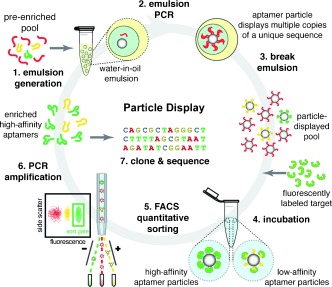 pre-enriched
pool
2. emulsion
PCR
aptamer particle
displays multiple copies
of a unique sequence
1. emulsion
generation
water-in-oil
emulsion
3. break
emulsion
enriched
high-affinity
aptamers
Particle Display
CAGCGCTAGGGCT
CTTTTAGCGTAAA
AGATATCGGAATT
7. clone & sequence
particle-
displayed
pool
6. PCR
amplification
side scatter
sort gate
fluorescence
5. FACS
quantitative
sorting
4. incubation
fluorescently
labeled target
− +
high-affinity
aptamer particles
low-affinity
aptamer particles